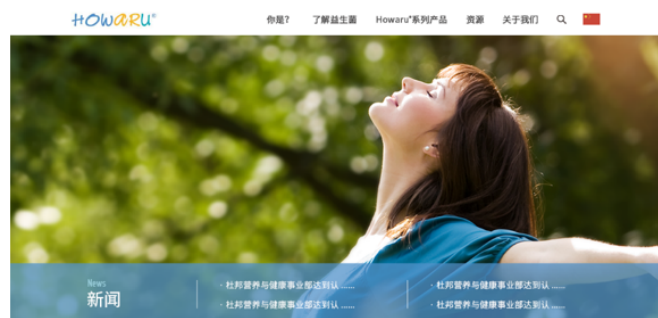 HOWARU®
你是?
了解益生菌
Howaru®系列产品
资源
关于我们
News
新闻
· 杜邦营养与健康事业部达到认 ......
· 杜邦营养与健康事业部达到认 ......
· 杜邦营养与健康事业部达到认 ......
· 杜邦营养与健康事业部达到认 ......